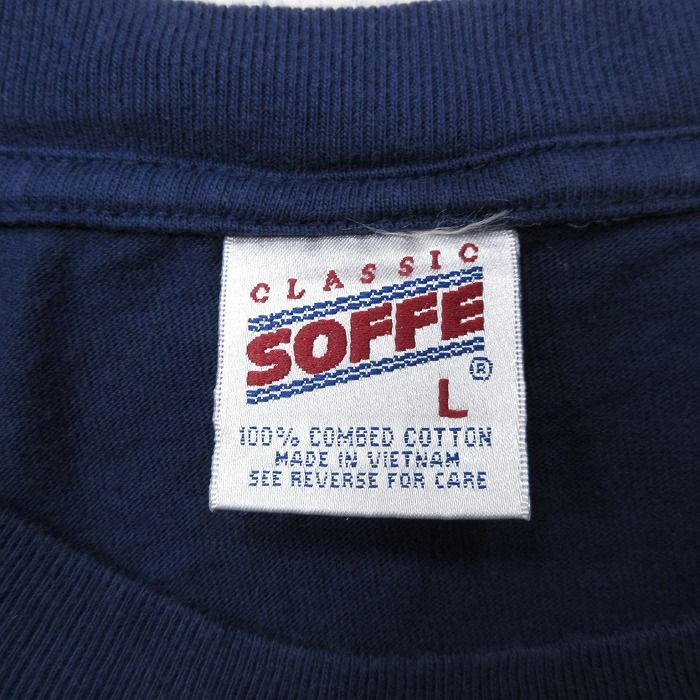 CLASSIC
SOFFE
®
L
100% COMBED COTTON
MADE IN VIETNAM
SEE REVERSE FOR CARE